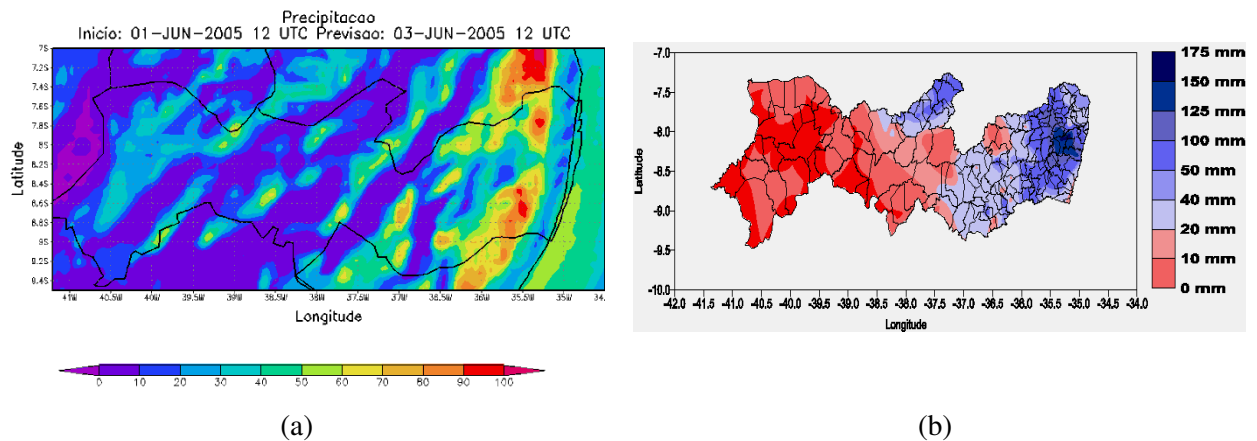 Precipitacao
Inicio: 01-JUN-2005 12 UTC Previsao: 03-JUN-2005 12 UTC
Latitude
7S
7.2S
7.4S
7.6S
7.8S
8S
8.2S
8.4S
8.6S
8.8S
9S
9.2S
9.4S
41W 40.5W 40W 39.5W 39W 38.5W 38W 37.5W 37W 36.5W 36W 35.5W 35W 34.
Longitude
0 10 20 30 40 50 60 70 80 90 100
(a)
Latitude
-7.0
-7.5
-8.0
-8.5
-9.0
-9.5
-10.0
-42.0 -41.5 -41.0 -40.5 -40.0 -39.5 -39.0 -38.5 -38.0 -37.5 -37.0 -36.5 -36.0 -35.5 -35.0 -34.5 -34.0
Longitude
175 mm
150 mm
125 mm
100 mm
50 mm
40 mm
20 mm
10 mm
0 mm
(b)